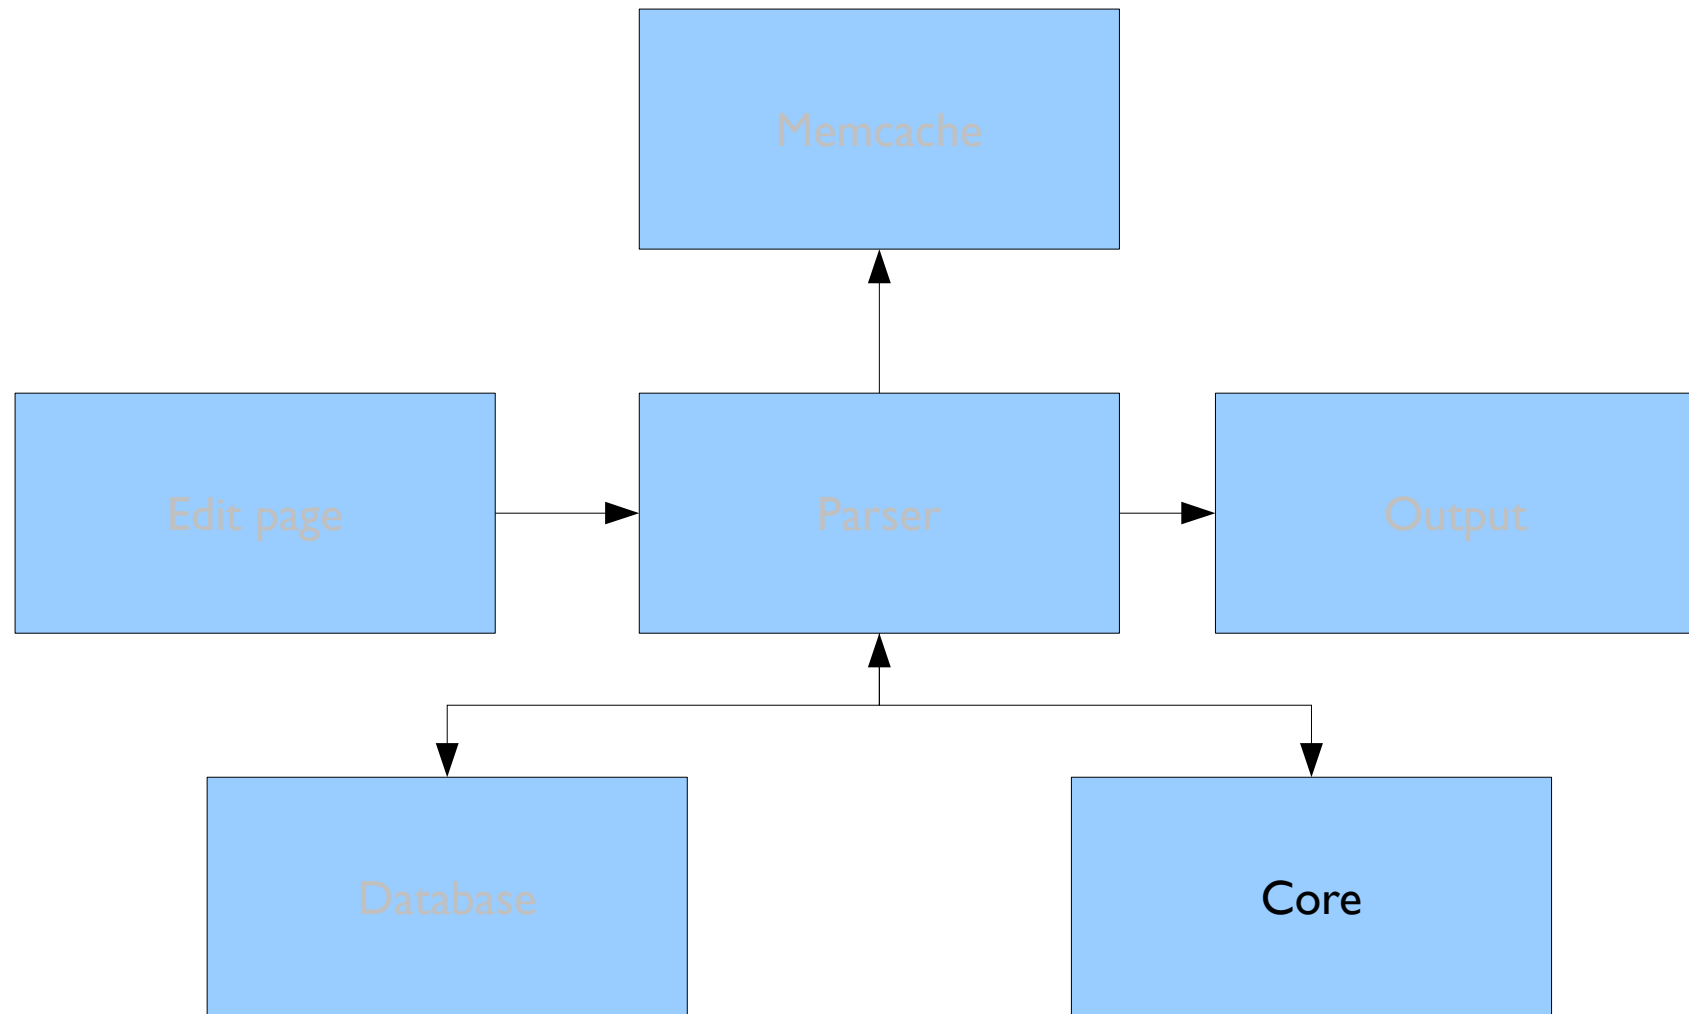 Memcache
Edit page
Parser
Output
Database
Core